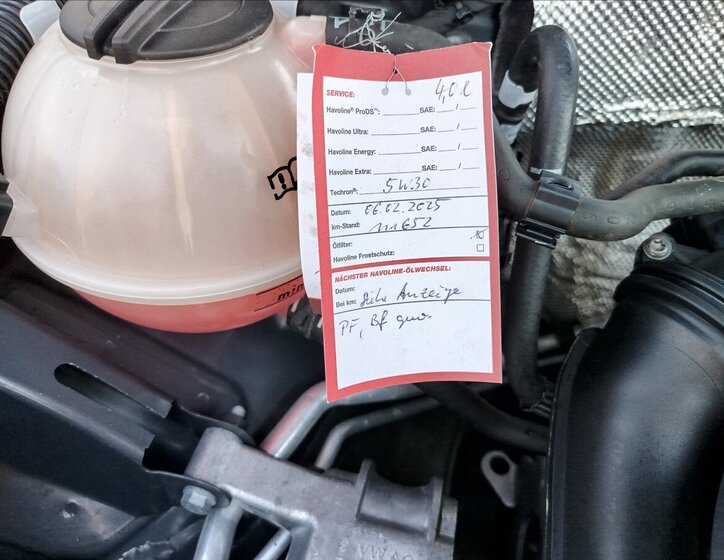 SERVICE: 4,0 l
Havoline® ProDS™: SAE: /
Havoline Ultra: SAE: /
Havoline Energy: SAE: /
Havoline Extra: SAE: /
Techron®: 5W30
Datum: 06.02.2025
km-Stand: 111652
Ölfilter:
Havoline Frostschutz:
NÄCHSTER HAVOLINE-ÖLWECHSEL:
Datum:
Bei km: Siehe Anzeige
PF, Bf
min